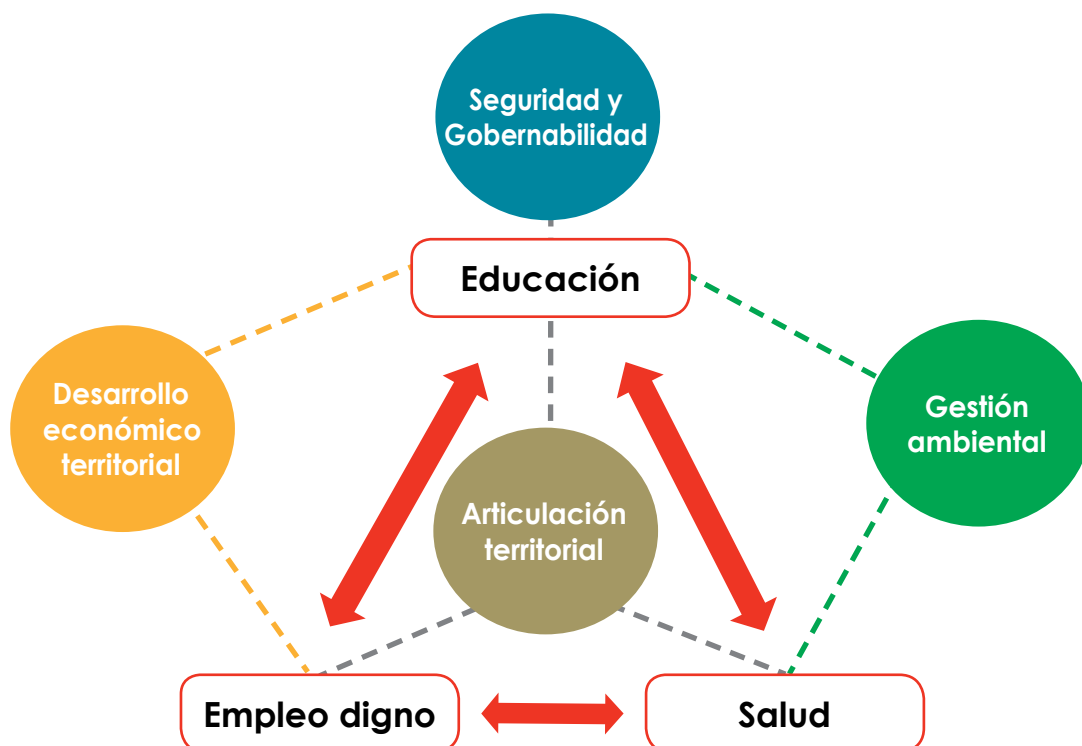 Seguridad y
Gobernabilidad
Educación
Desarrollo
económico
territorial
Gestión
ambiental
Articulación
territorial
Empleo digno
Salud